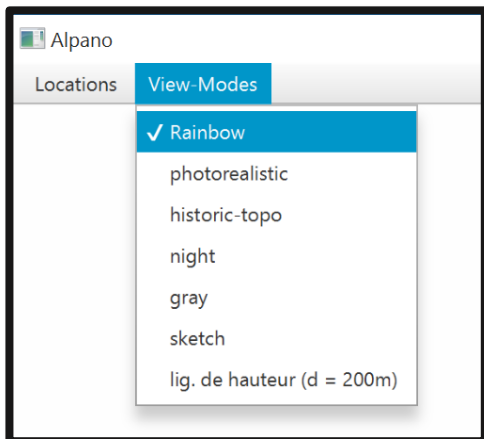 Alpano
Locations View-Modes
Rainbow
photorealistic
historic-topo
night
gray
sketch
lig. de hauteur (d = 200m)